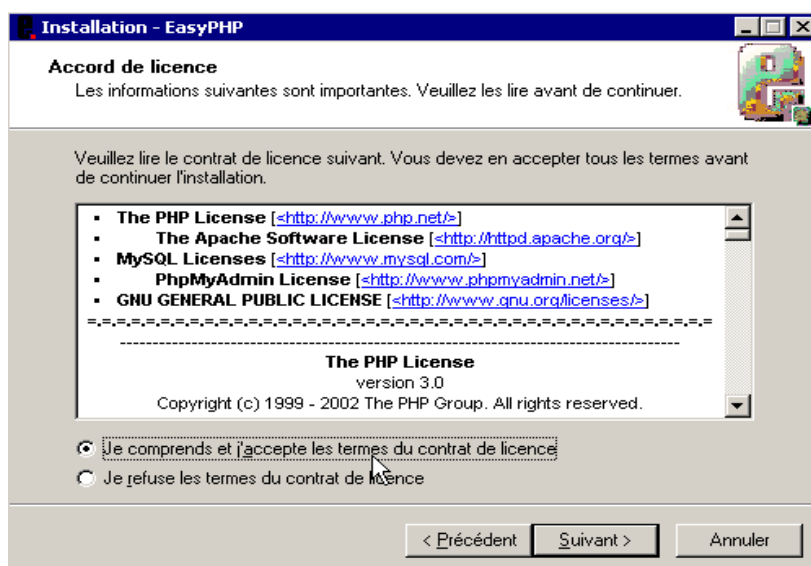 Installation - EasyPHP
Accord de licence
Les informations suivantes sont importantes. Veuillez les lire avant de continuer.
Veuillez lire le contrat de licence suivant. Vous devez en accepter tous les termes avant
de continuer l'installation.
▪ The PHP License [<http://www.php.net/>]
▪ The Apache Software License [<http://httpd.apache.org/>]
▪ MySQL Licenses [<http://www.mysql.com/>]
▪ PhpMyAdmin License [<http://www.phpmyadmin.net/>]
▪ GNU GENERAL PUBLIC LICENSE [<http://www.gnu.org/licenses/>]
=-=-=-=-=-=-=-=-=-=-=-=-=-=-=-=-=-=-=-=-=-=-=-=-=-=-=-=-=-=-=-=-=-=-=-=-=-=-=-=-=-=
--------------------------------------------------------------------------------------
The PHP License
version 3.0
Copyright (c) 1999 - 2002 The PHP Group. All rights reserved.
Je comprends et j'accepte les termes du contrat de licence
Je refuse les termes du contrat de licence
< Précédent
Suivant >
Annuler